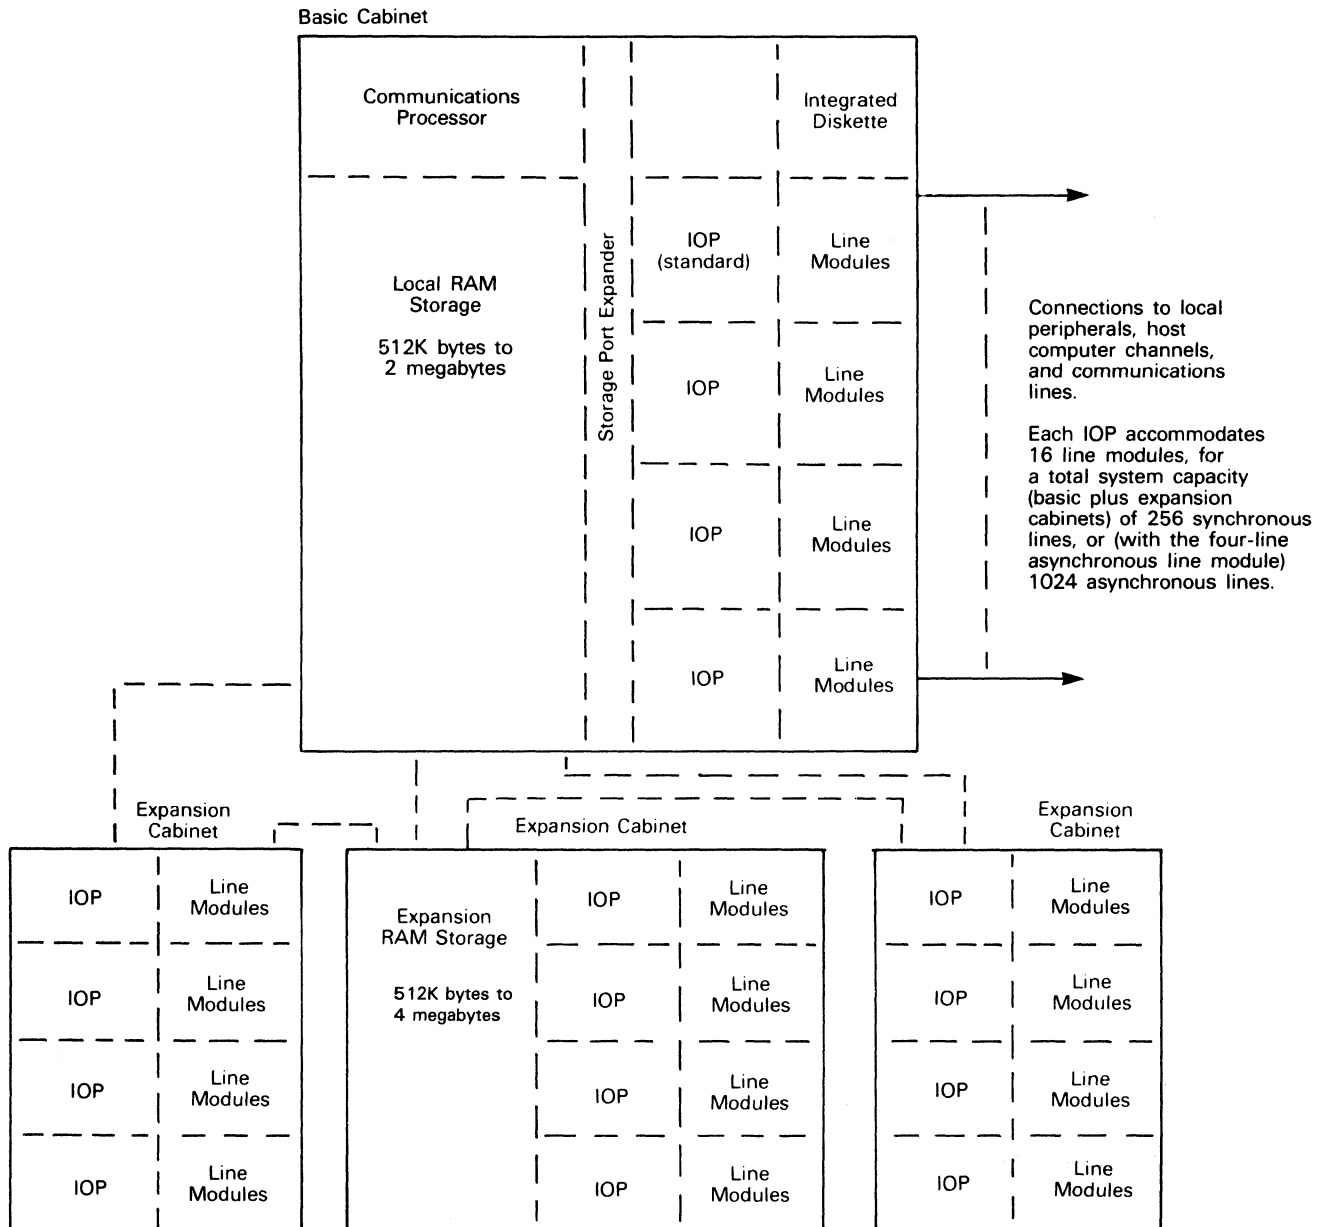 Basic Cabinet
Communications
Processor
Integrated
Diskette
Local RAM
Storage
512K bytes to
2 megabytes
Storage Port Expander
IOP
(standard)
Line
Modules
IOP
Line
Modules
IOP
Line
Modules
IOP
Line
Modules
Connections to local
peripherals, host
computer channels,
and communications
lines.
Each IOP accommodates
16 line modules, for
a total system capacity
(basic plus expansion
cabinets) of 256 synchronous
lines, or (with the four-line
asynchronous line module)
1024 asynchronous lines.
Expansion
Cabinet
IOP
Line
Modules
IOP
Line
Modules
IOP
Line
Modules
IOP
Line
Modules
Expansion Cabinet
Expansion
RAM Storage
512K bytes to
4 megabytes
IOP
Line
Modules
IOP
Line
Modules
IOP
Line
Modules
IOP
Line
Modules
Expansion
Cabinet
IOP
Line
Modules
IOP
Line
Modules
IOP
Line
Modules
IOP
Line
Modules